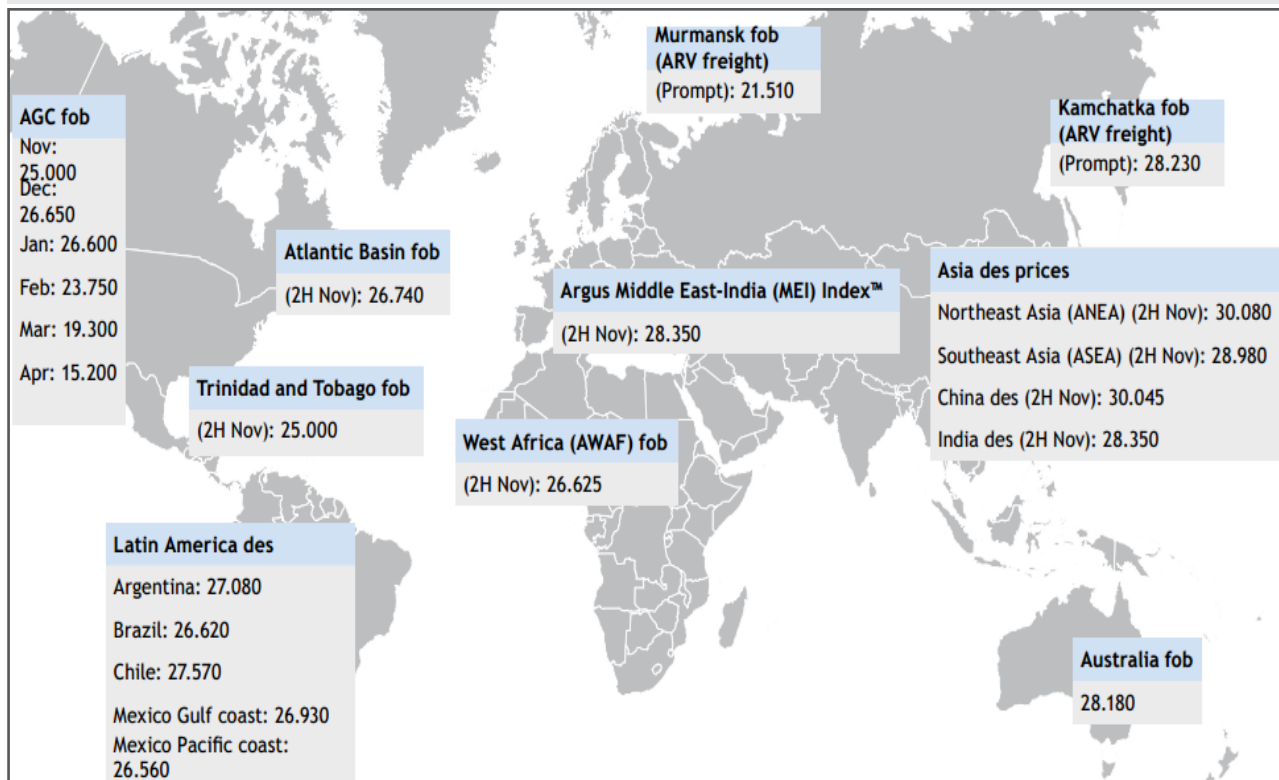 Murmansk fob
(ARV freight)
(Prompt): 21.510
AGC fob
Nov:
25.000
Dec:
26.650
Jan: 26.600
Feb: 23.750
Mar: 19.300
Apr: 15.200
Kamchatka fob
(ARV freight)
(Prompt): 28.230
Atlantic Basin fob
(2H Nov): 26.740
Argus Middle East-India (MEI) Index™
(2H Nov): 28.350
Asia des prices
Northeast Asia (ANEA) (2H Nov): 30.080
Southeast Asia (ASEA) (2H Nov): 28.980
China des (2H Nov): 30.045
India des (2H Nov): 28.350
Trinidad and Tobago fob
(2H Nov): 25.000
West Africa (AWAF) fob
(2H Nov): 26.625
Latin America des
Argentina: 27.080
Brazil: 26.620
Chile: 27.570
Mexico Gulf coast: 26.930
Mexico Pacific coast:
26.560
Australia fob
28.180